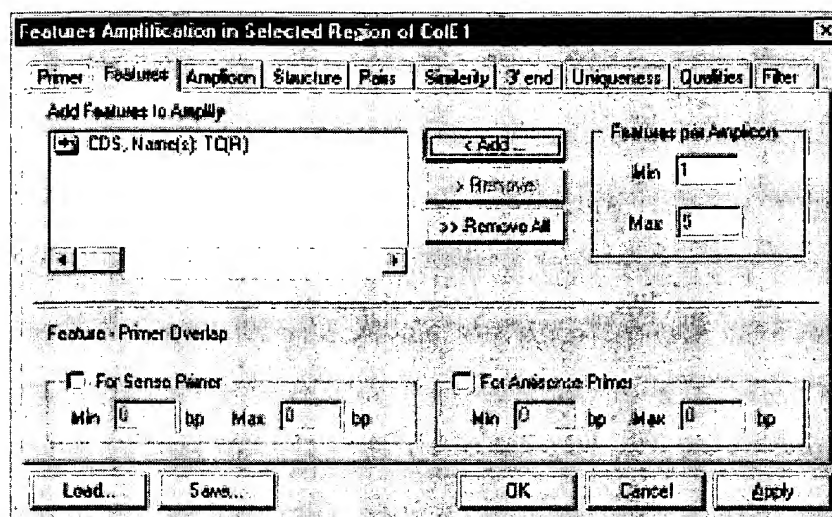 Features Amplification in Selected Region of ColE1
Primer Features Amplicon Structure Pairs Similarity 3' end Uniqueness Qualities Filter
Add Features to Amplify
CDS, Name(s): TC(R)
< Add ...
> Remove
>> Remove All
Features per Amplicon
Min 1
Max 5
Feature - Primer Overlap
For Sense Primer
Min 0 bp Max 0 bp
For Antisense Primer
Min 0 bp Max 0 bp
Load... Save... OK Cancel Apply